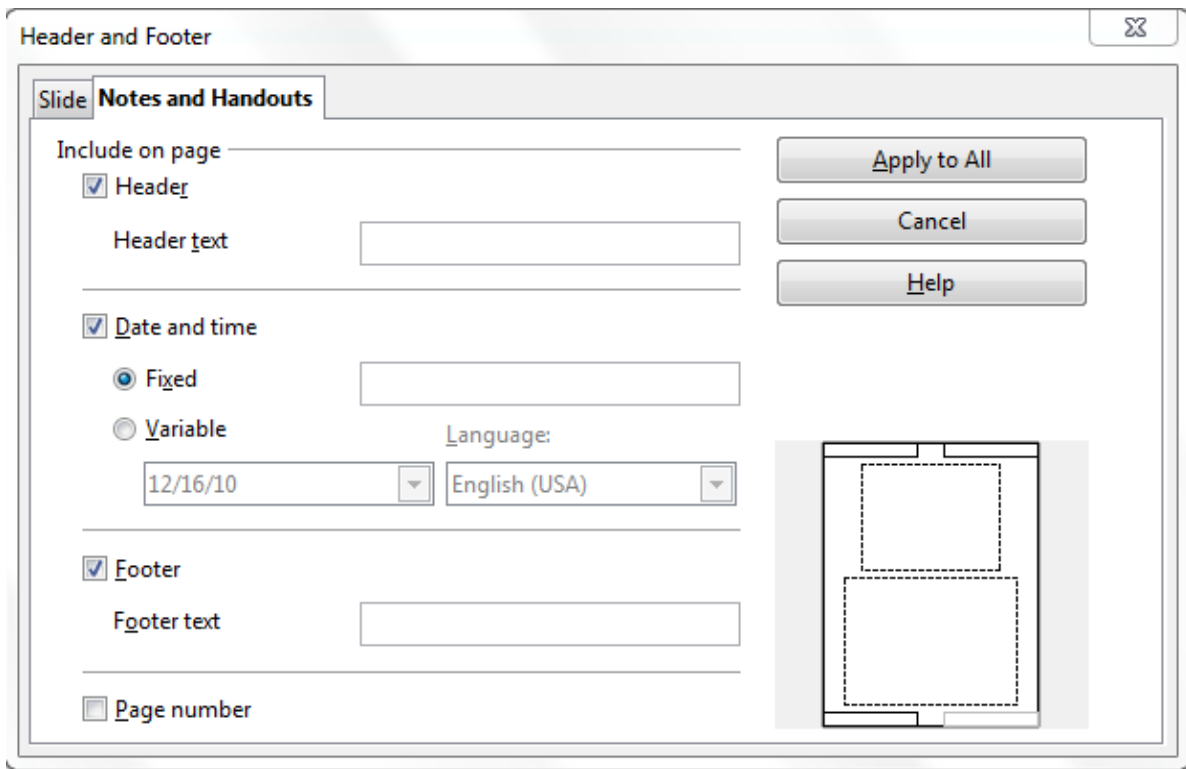 Header and Footer
Slide Notes and Handouts
Include on page
Header
Header text
Date and time
Fixed
Variable
Language:
12/16/10
English (USA)
Footer
Footer text
Page number
Apply to All
Cancel
Help